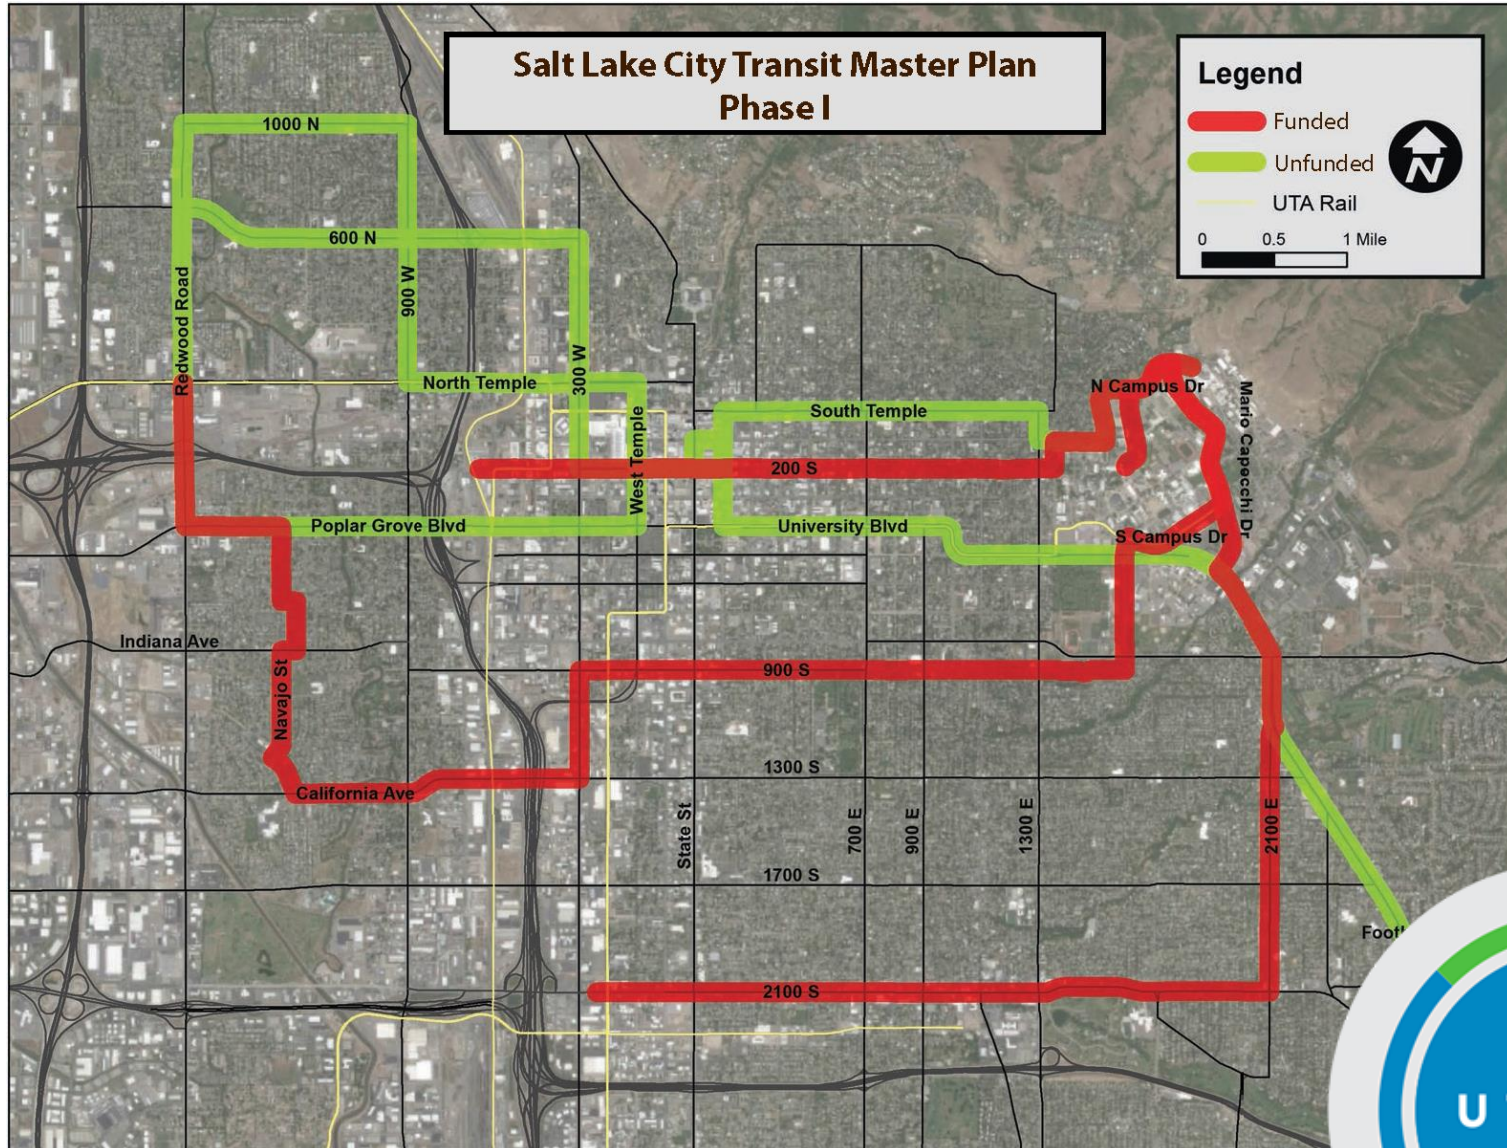 Salt Lake City Transit Master Plan
Phase I
Legend
Funded
Unfunded
UTA Rail
0 0.5 1 Mile
N
1000 N
600 N
Redwood Road
900 W
300 W
North Temple
West Temple
South Temple
N Campus Dr
Mario Capecchi Dr
200 S
Poplar Grove Blvd
University Blvd
S Campus Dr
Indiana Ave
Navajo St
900 S
California Ave
1300 S
State St
700 E
900 E
1300 E
2100 E
1700 S
2100 S
U